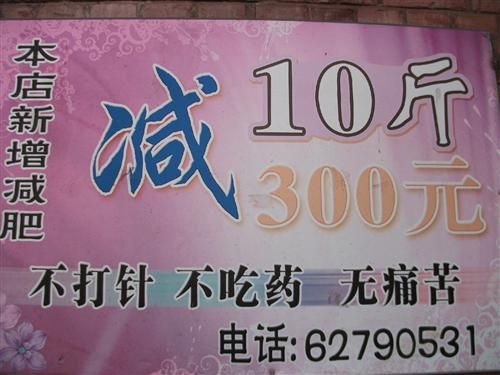 本店新增减肥
减
10斤
300元
不打针 不吃药 无痛苦
电话:62790531